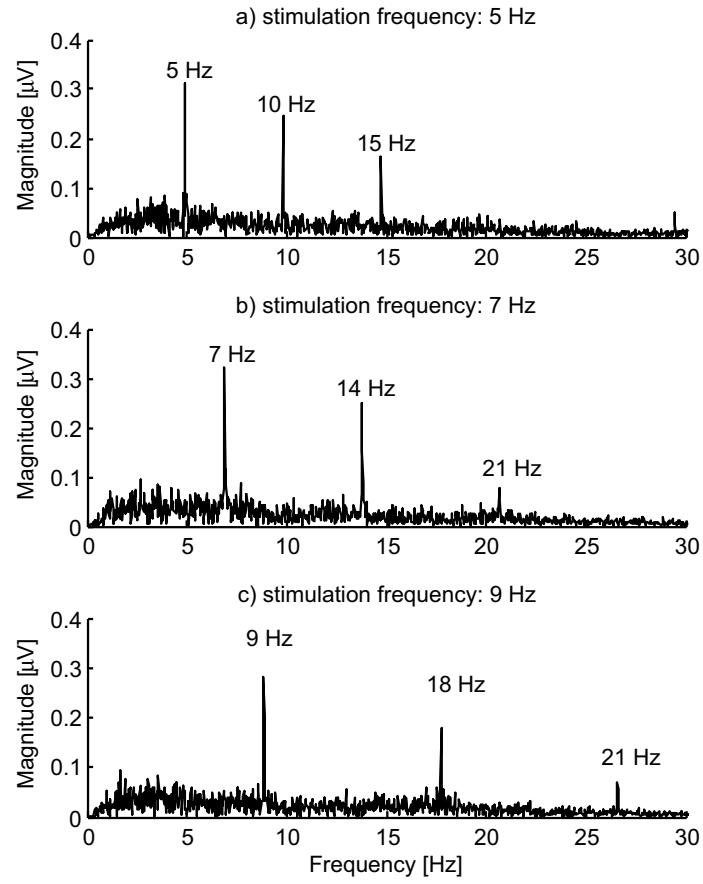 a) stimulation frequency: 5 Hz
Magnitude [μV]
0.4
0.3
0.2
0.1
0
5 Hz
10 Hz
15 Hz
0 5 10 15 20 25 30
b) stimulation frequency: 7 Hz
Magnitude [μV]
0.4
0.3
0.2
0.1
0
7 Hz
14 Hz
21 Hz
0 5 10 15 20 25 30
c) stimulation frequency: 9 Hz
Magnitude [μV]
0.4
0.3
0.2
0.1
0
9 Hz
18 Hz
21 Hz
0 5 10 15 20 25 30
Frequency [Hz]